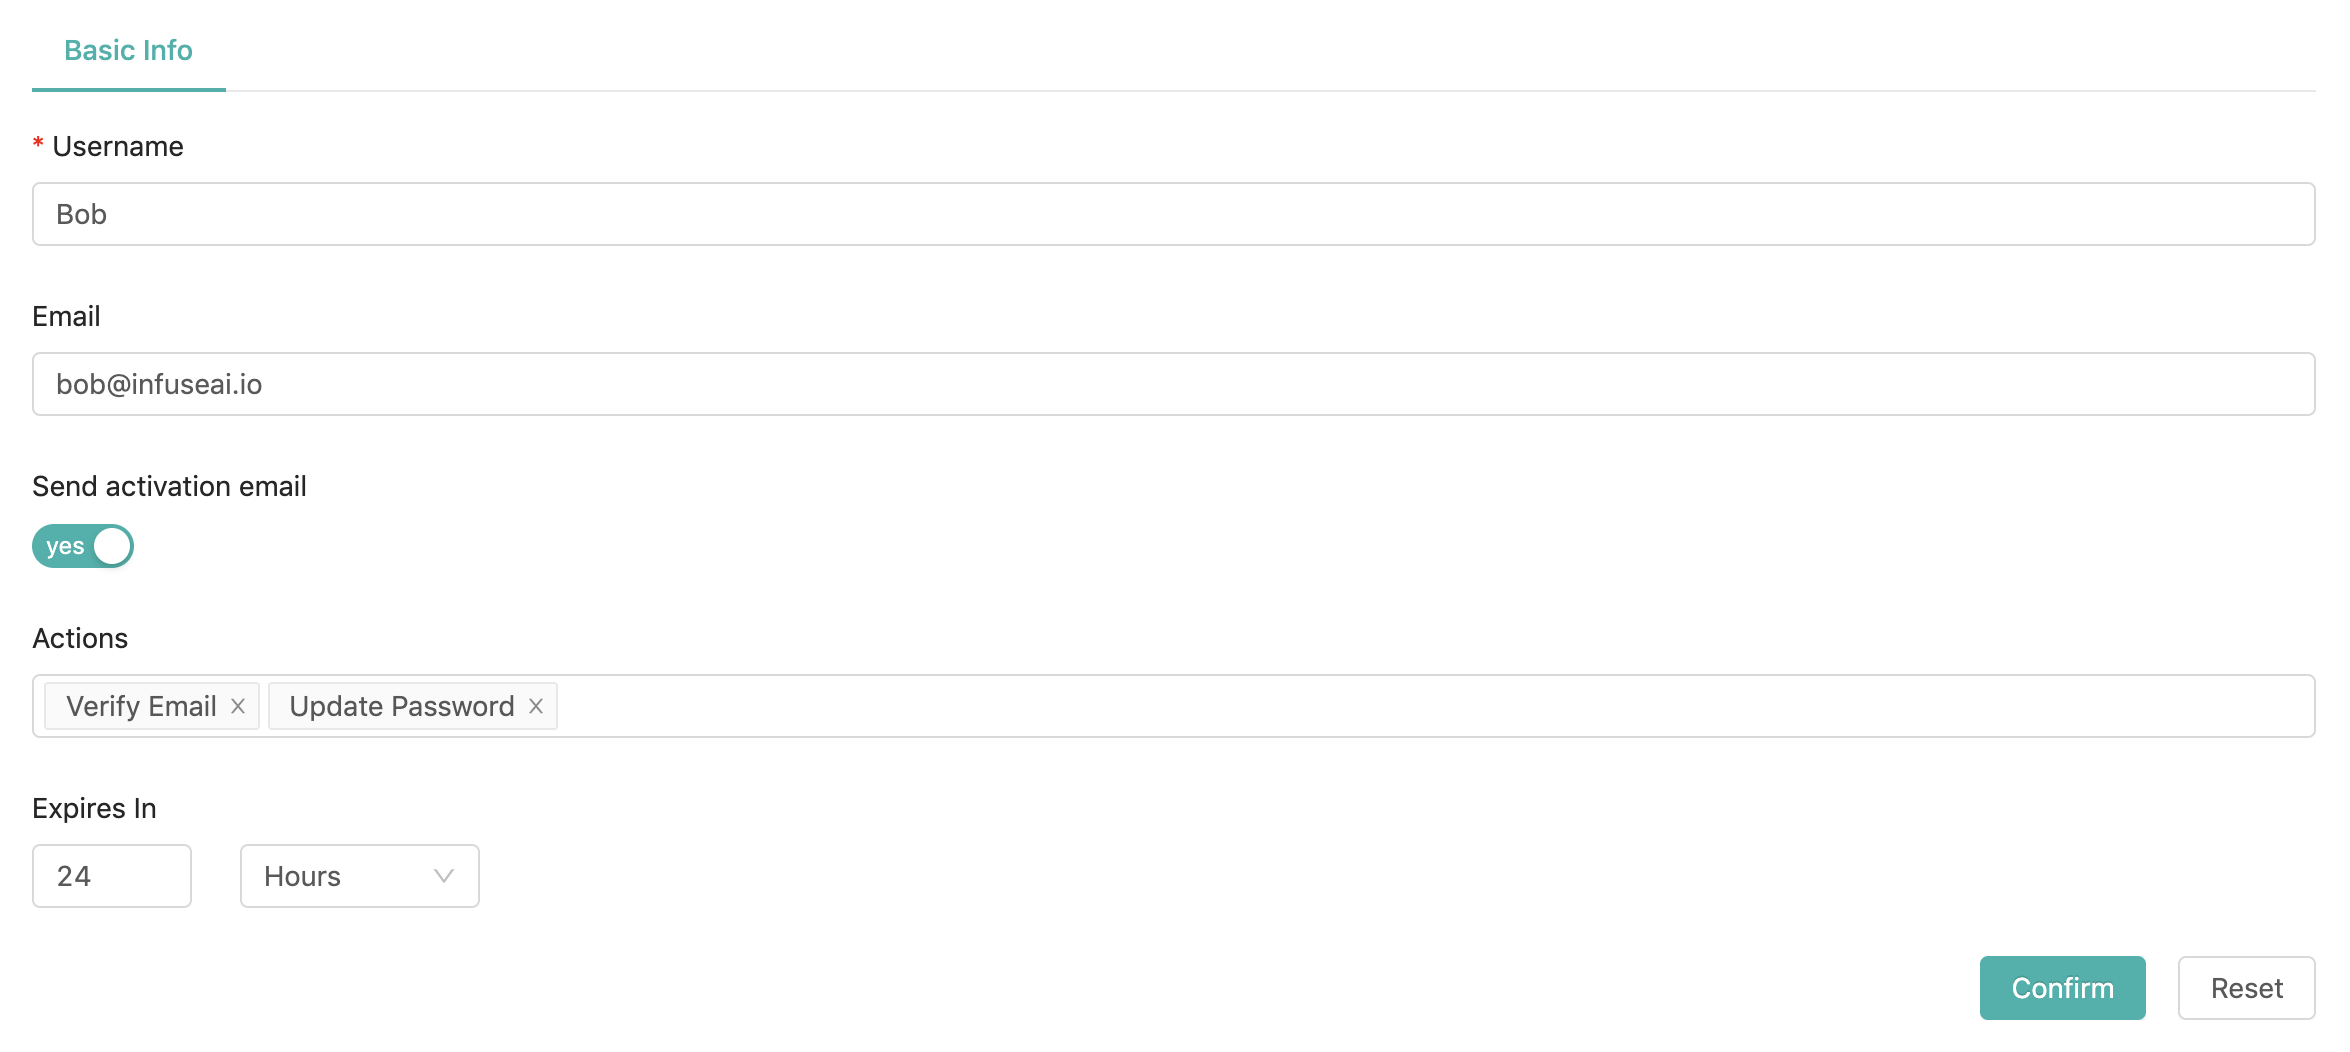 Basic Info
* Username
Bob
Email
bob@infuseai.io
Send activation email
yes
Actions
Verify Email X Update Password X
Expires In
24 Hours
Confirm Reset